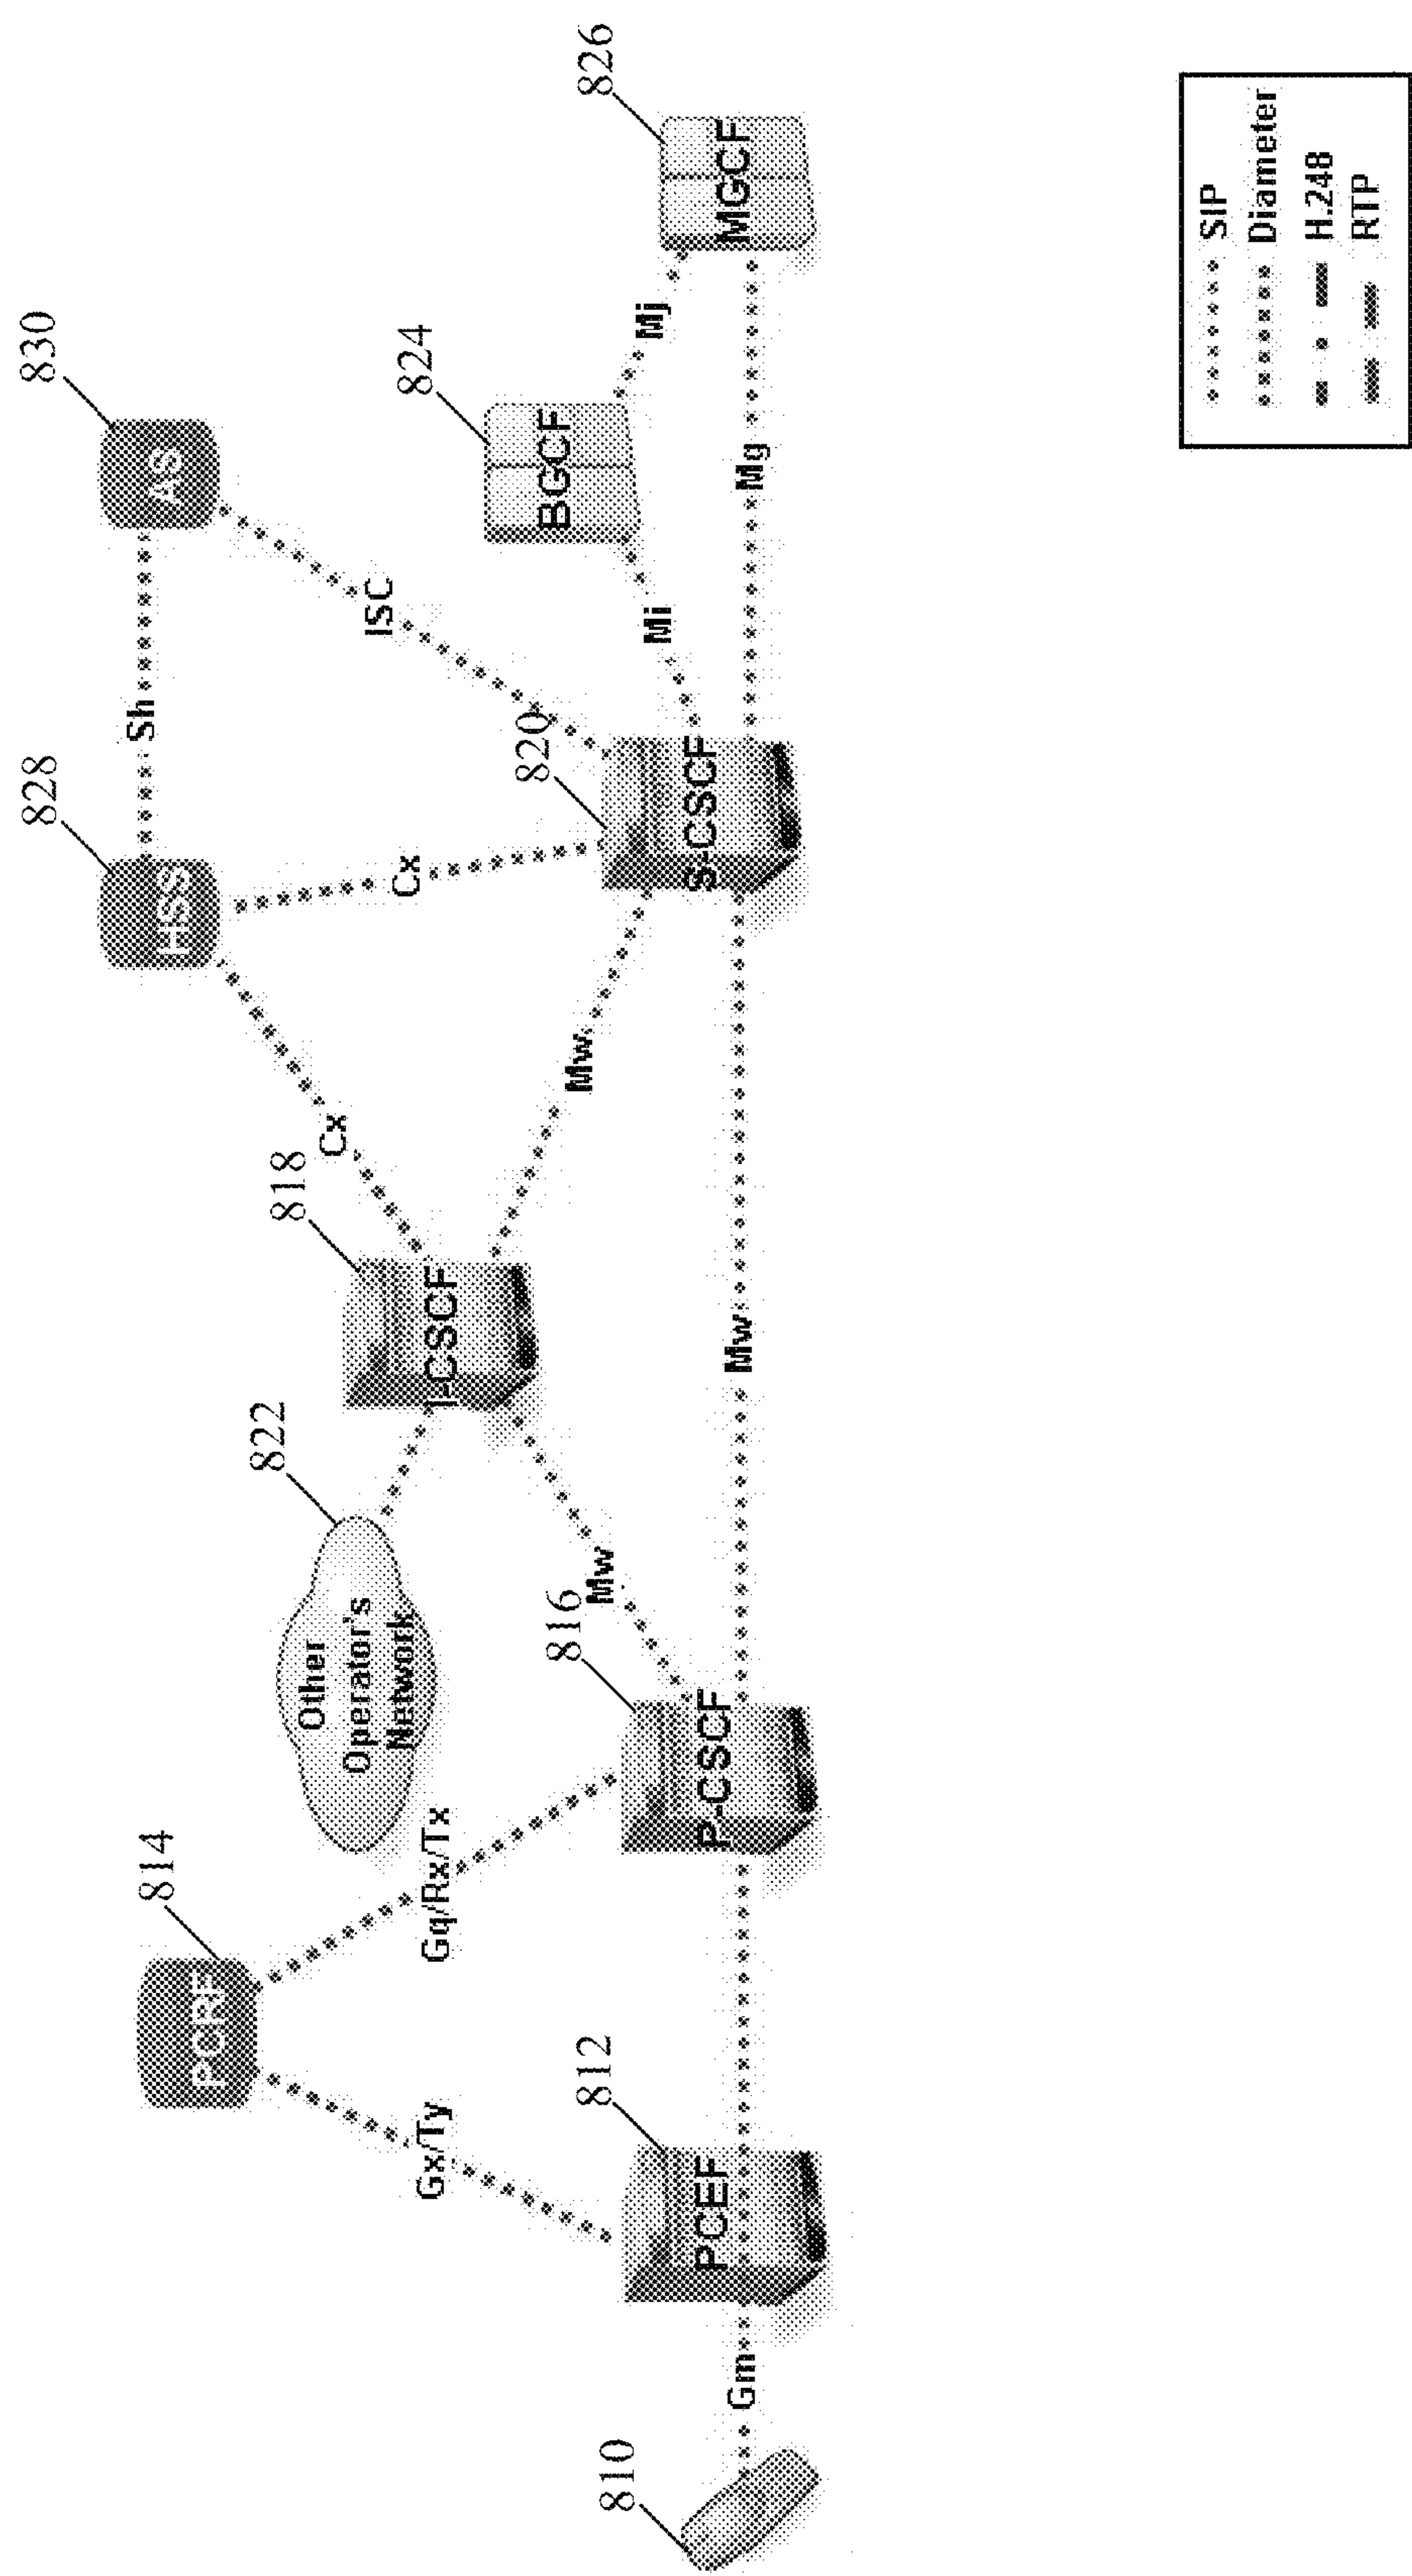 810
Gm
812
PCEF
Gx/Ty
814
PCRF
Gq/Rx/Tx
816
P-CSCF
Other
Operator's
Network
822
Mw
Mw
818
I-CSCF
Cx
Mw
828
HSS
Cx
Sh
820
S-CSCF
ISC
830
AS
Mi
824
BGCF
Mj
Mg
826
MGCF
SIP
Diameter
H.248
RTP